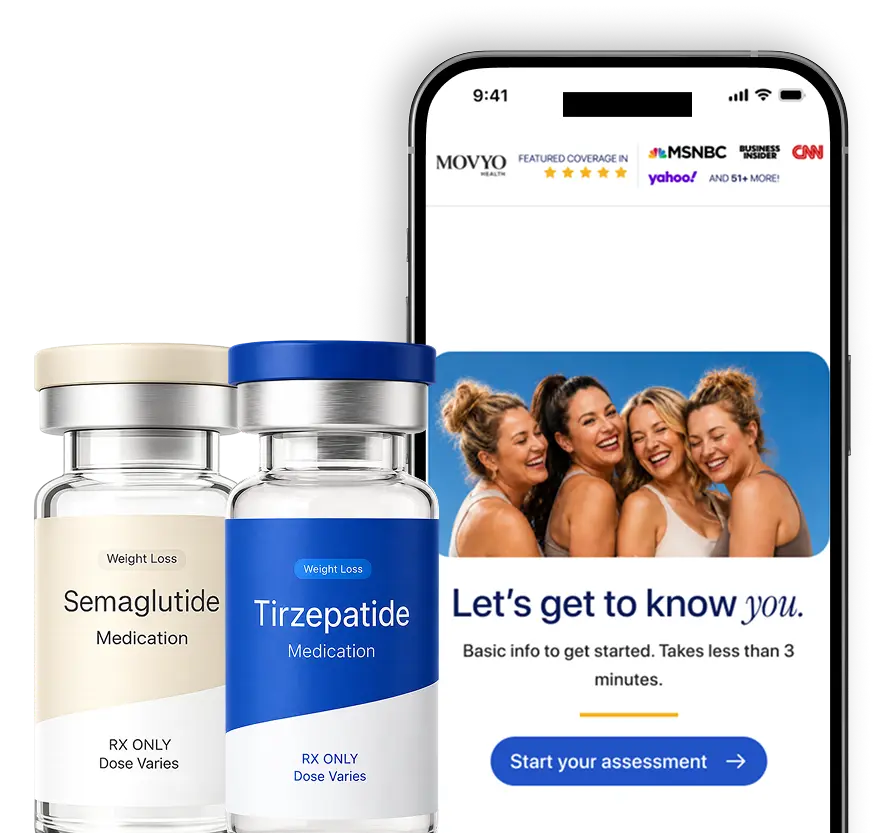 9:41
MOVYO
HEALTH
FEATURED COVERAGE IN
MSNBC
BUSINESS
INSIDER
CNN
yahoo!
AND 51+ MORE!
Weight Loss
Semaglutide
Medication
RX ONLY
Dose Varies
Weight Loss
Tirzepatide
Medication
RX ONLY
Dose Varies
Let's get to know you.
Basic info to get started. Takes less than 3
minutes.
Start your assessment →